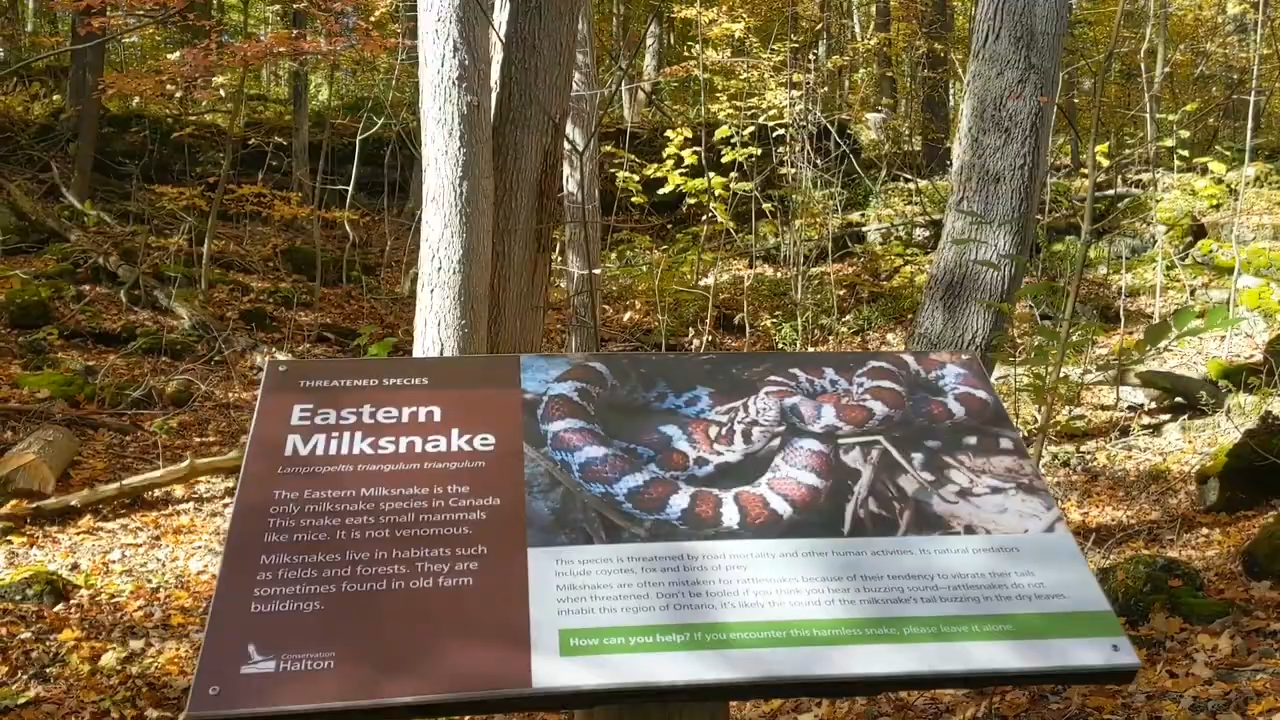 THREATENED SPECIES
Eastern
Milksnake
Lampropeltis triangulum triangulum
The Eastern Milksnake is the
only milksnake species in Canada
This snake eats small mammals
like mice. It is not venomous.
Milksnakes live in habitats such
as fields and forests. They are
sometimes found in old farm
buildings.
Conservation
Halton
This species is threatened by road mortality and other human activities. Its natural predators
include coyotes, fox and birds of prey
Milksnakes are often mistaken for rattlesnakes because of their tendency to vibrate their tails
when threatened. Don't be fooled if you think you hear a buzzing sound—rattlesnakes do not
inhabit this region of Ontario, it's likely the sound of the milksnake's tail buzzing in the dry leaves.
How can you help? If you encounter this harmless snake, please leave it alone.